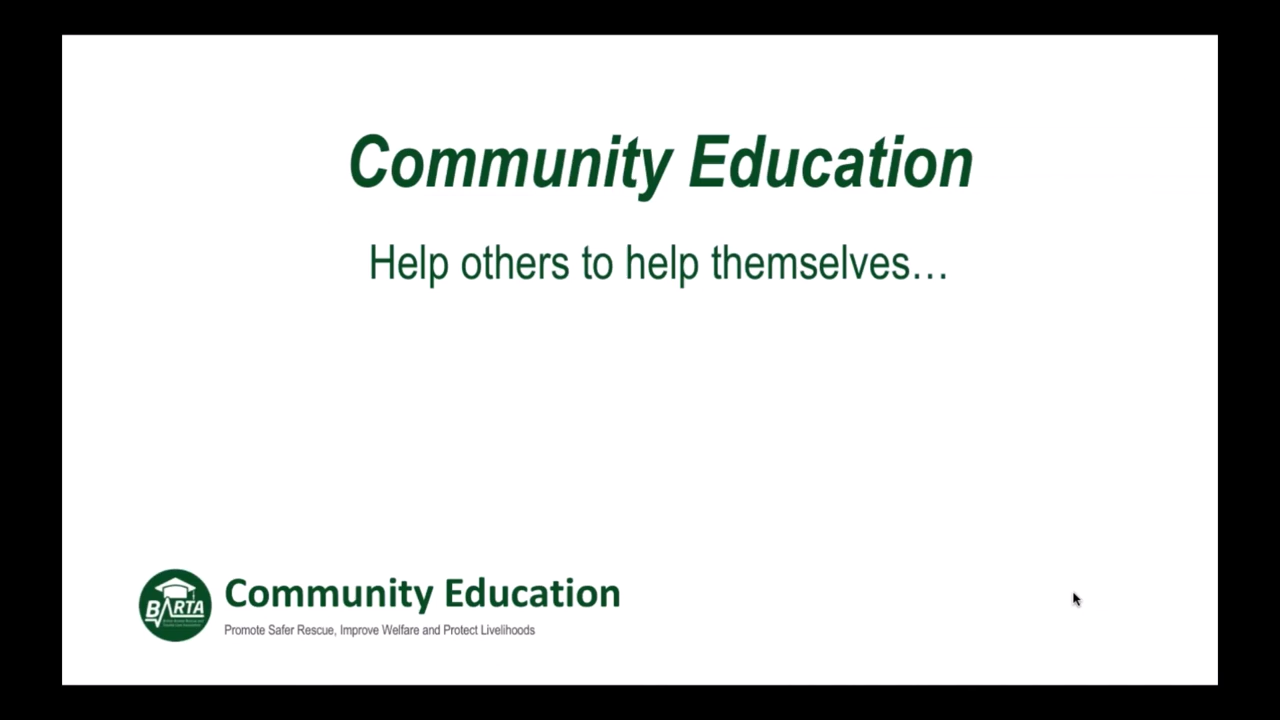 Community Education
Help others to help themselves…
BARTA
Community Education
Promote Safer Rescue, Improve Welfare and Protect Livelihoods